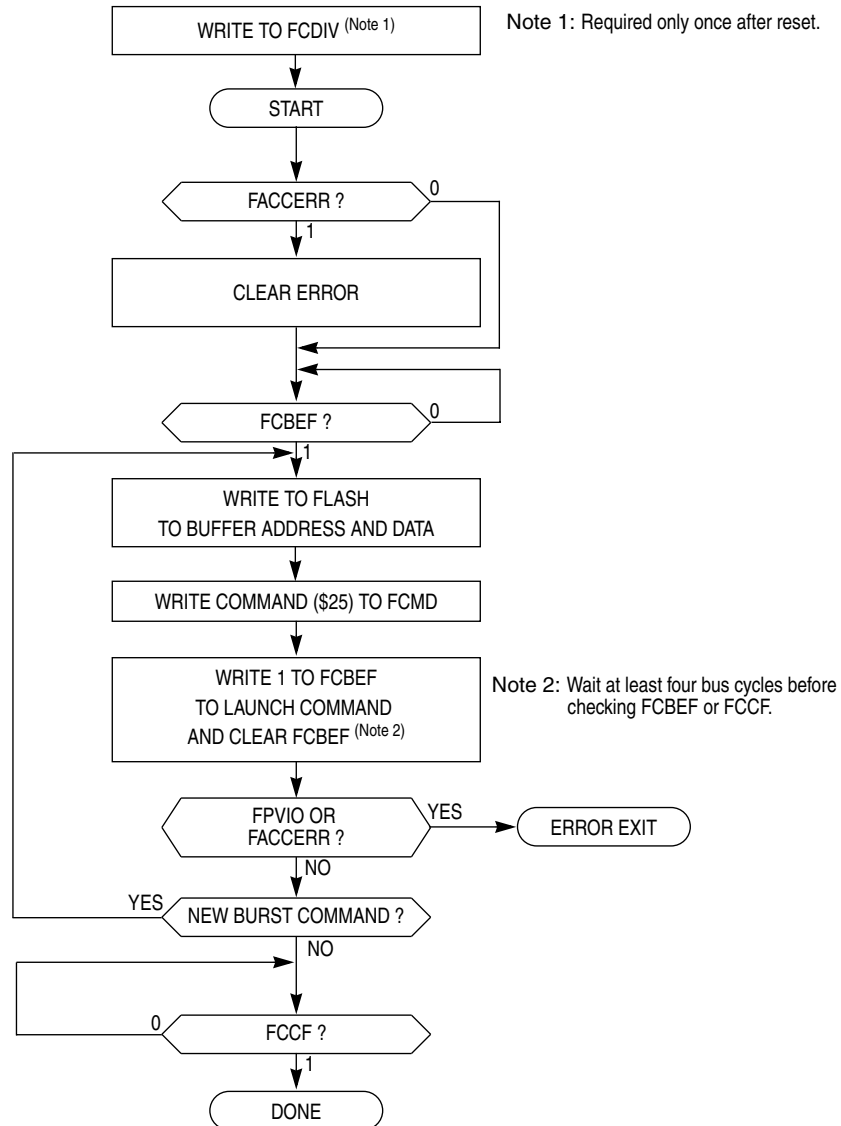 WRITE TO FCDIV (Note 1)
Note 1: Required only once after reset.
START
FACCERR ?
0
1
CLEAR ERROR
FCBEF ?
0
1
WRITE TO FLASH
TO BUFFER ADDRESS AND DATA
WRITE COMMAND ($25) TO FCMD
WRITE 1 TO FCBEF
TO LAUNCH COMMAND
AND CLEAR FCBEF (Note 2)
Note 2: Wait at least four bus cycles before
checking FCBEF or FCCF.
FPVIO OR
FACCERR ?
YES
ERROR EXIT
NO
YES
NEW BURST COMMAND ?
NO
0
FCCF ?
1
DONE